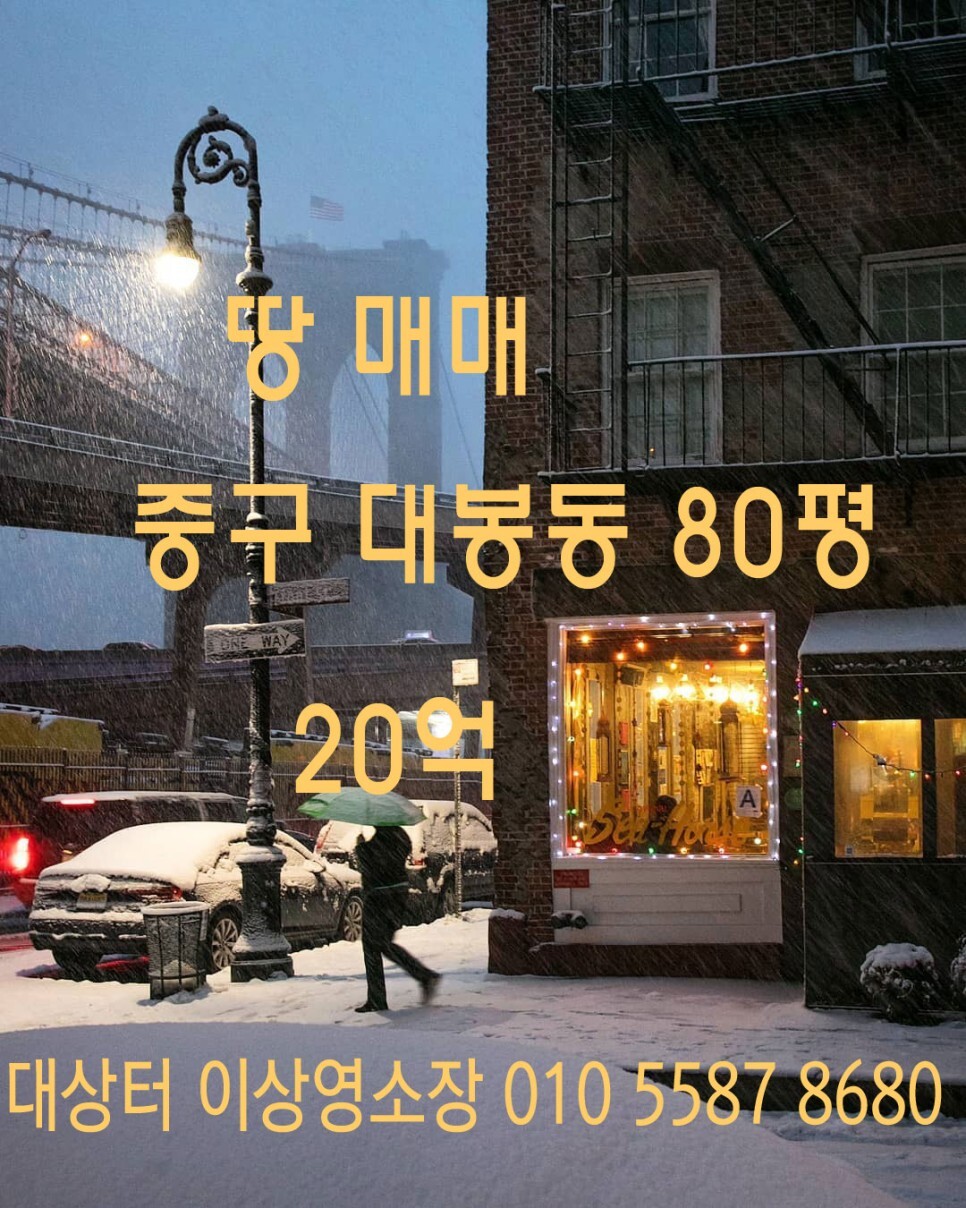 땅 매매
중구 대봉동 80평
ONE WAY
20억
A
대상터 이상영소장 010 5587 8680